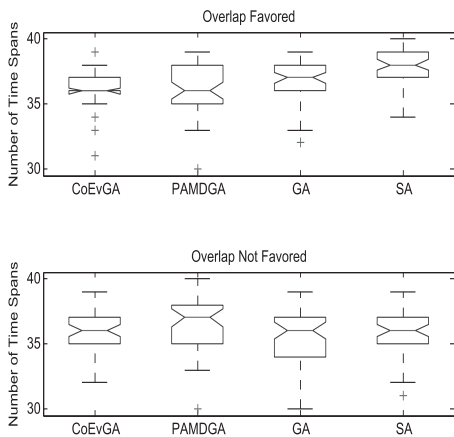 Overlap Favored
Number of Time Spans
40
35
30
CoEvGA PAMDGA GA SA
Overlap Not Favored
Number of Time Spans
40
35
30
CoEvGA PAMDGA GA SA